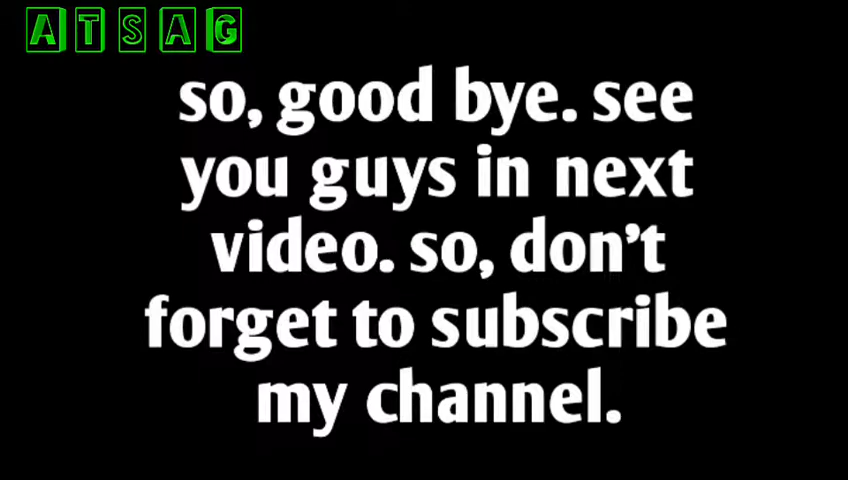 ATSAG
so, good bye. see
you guys in next
video. so, don't
forget to subscribe
my channel.